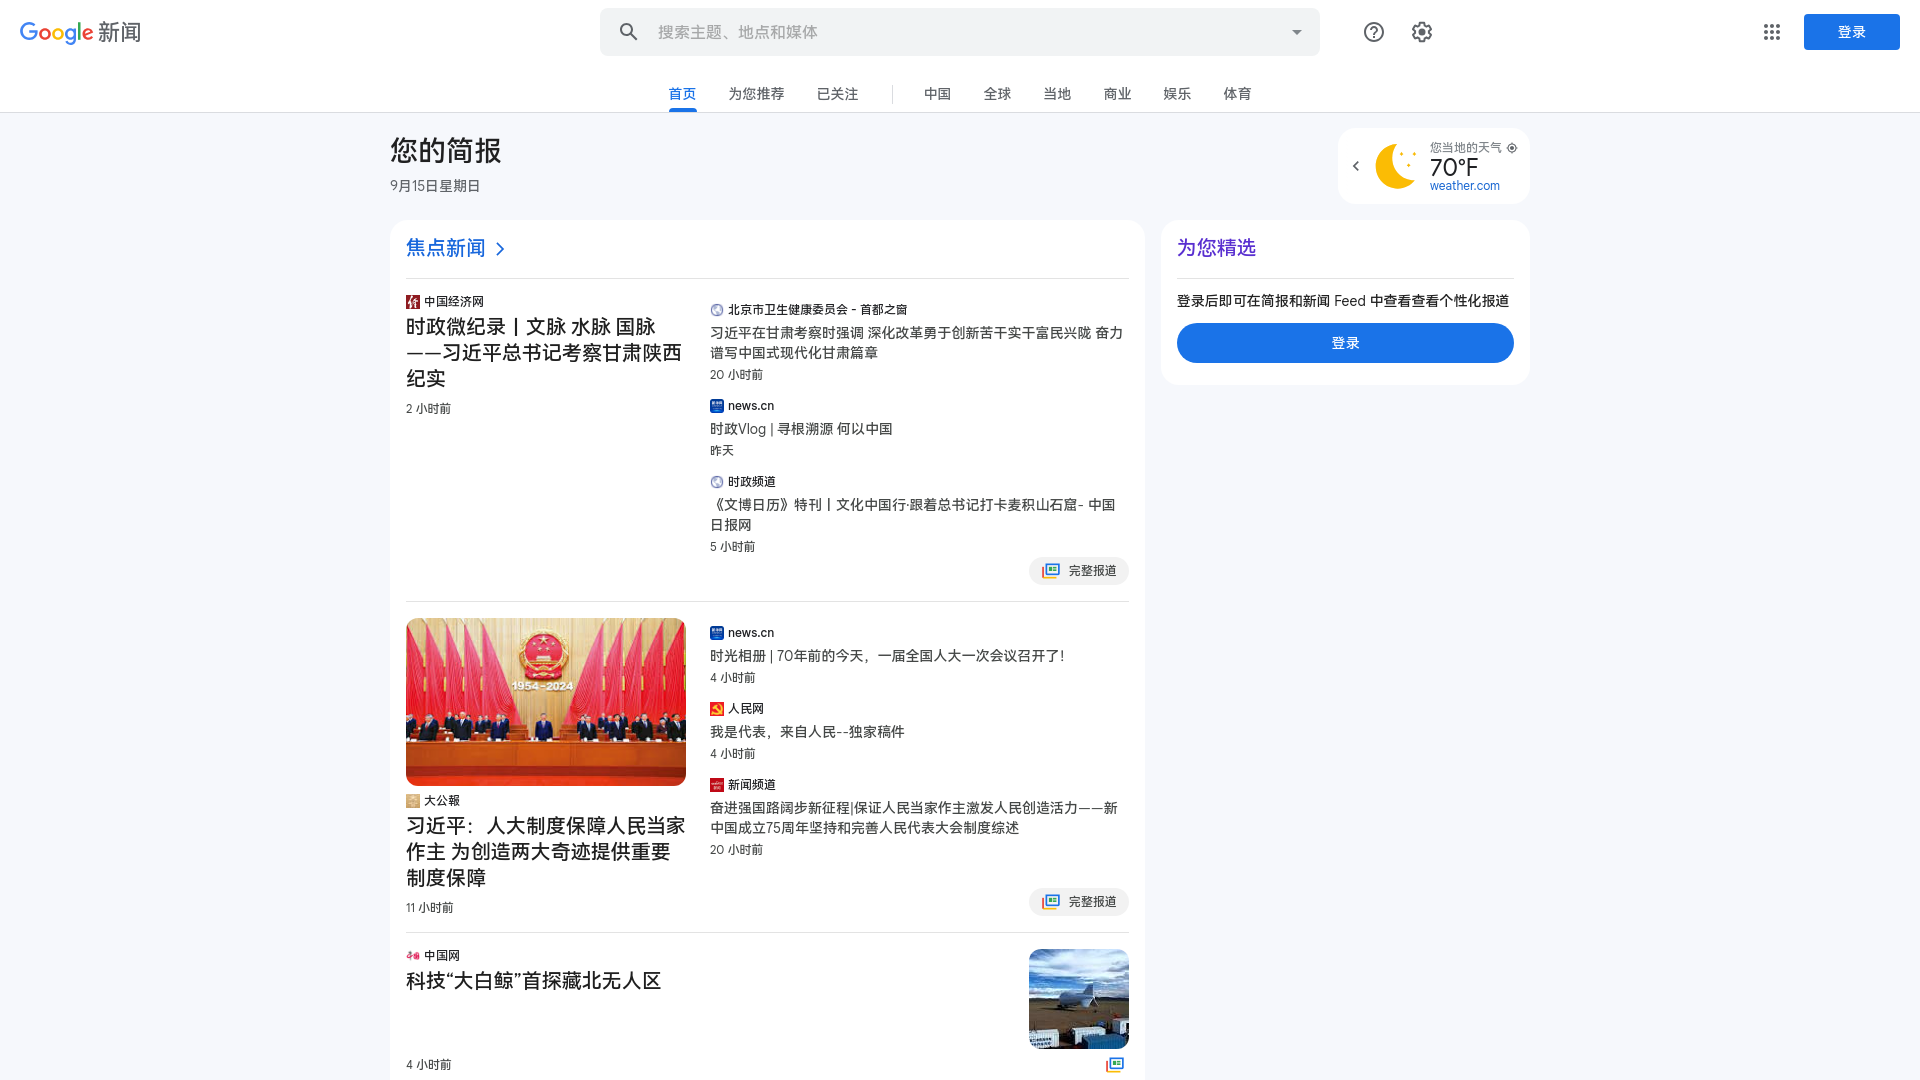 Google 新闻
搜索主题、地点和媒体
登录
首页
为您推荐
已关注
中国
全球
当地
商业
娱乐
体育
您的简报
9月15日星期日
您当地的天气
70°F
weather.com
焦点新闻
中国经济网
时政微纪录丨文脉 水脉 国脉
——习近平总书记考察甘肃陕西
纪实
2 小时前
北京市卫生健康委员会 - 首都之窗
习近平在甘肃考察时强调 深化改革勇于创新苦干实干富民兴陇 奋力
谱写中国式现代化甘肃篇章
20 小时前
news.cn
时政Vlog | 寻根溯源 何以中国
昨天
时政频道
《文博日历》特刊丨文化中国行·跟着总书记打卡麦积山石窟- 中国
日报网
5 小时前
完整报道
为您精选
登录后即可在简报和新闻 Feed 中查看查看个性化报道
登录
1954-2024
大公報
习近平：人大制度保障人民当家
作主 为创造两大奇迹提供重要
制度保障
11 小时前
news.cn
时光相册 | 70年前的今天，一届全国人大一次会议召开了！
4 小时前
人民网
我是代表，来自人民--独家稿件
4 小时前
新闻频道
奋进强国路阔步新征程|保证人民当家作主激发人民创造活力——新
中国成立75周年坚持和完善人民代表大会制度综述
20 小时前
完整报道
中国网
科技“大白鲸”首探藏北无人区
4 小时前